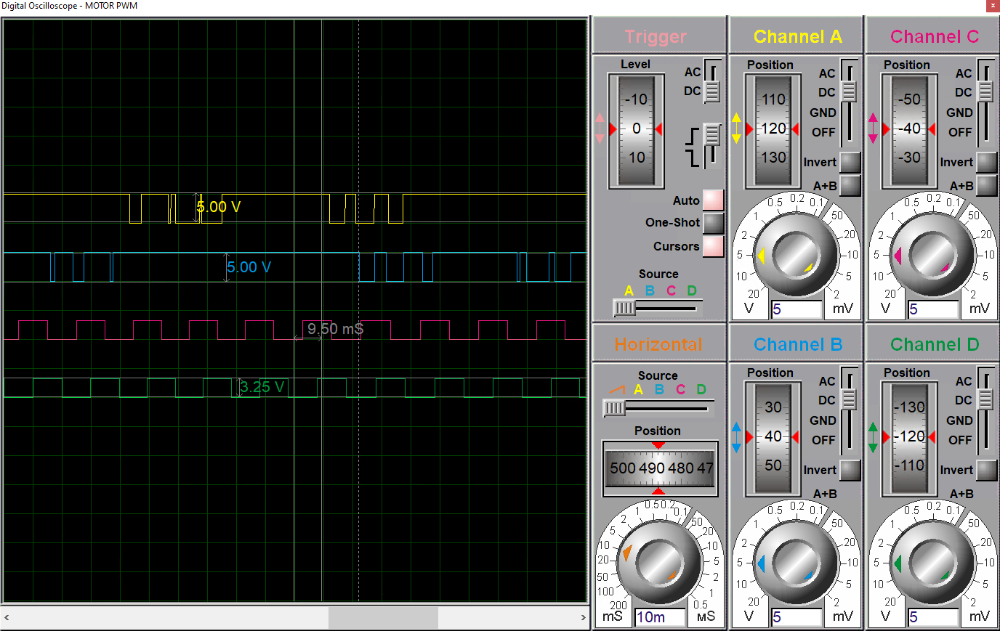 Digital Oscilloscope - MOTOR PWM
x
5.00 V
5.00 V
9.50 mS
3.25 V
Trigger
Level
-10
0
10
AC
DC
Auto
One-Shot
Cursors
Source
A B C D
Channel A
Position
110
120
130
AC
DC
GND
OFF
Invert
A+B
20 10 5 2 1 0.5 0.2 0.1 50 20 10 5 2
V 5 mV
Channel C
Position
-50
-40
-30
AC
DC
GND
OFF
Invert
A+B
20 10 5 2 1 0.5 0.2 0.1 50 20 10 5 2
V 5 mV
Horizontal
Source
A B C D
Position
500 490 480 47
200 100 50 20 10 5 2 1 0.5 0.2 0.1 50 20 10 5 2 1 0.5
mS 10m мS
Channel B
Position
30
40
50
AC
DC
GND
OFF
Invert
A+B
20 10 5 2 1 0.5 0.2 0.1 50 20 10 5 2
V 5 mV
Channel D
Position
-130
-120
-110
AC
DC
GND
OFF
Invert
A+B
20 10 5 2 1 0.5 0.2 0.1 50 20 10 5 2
V 5 mV